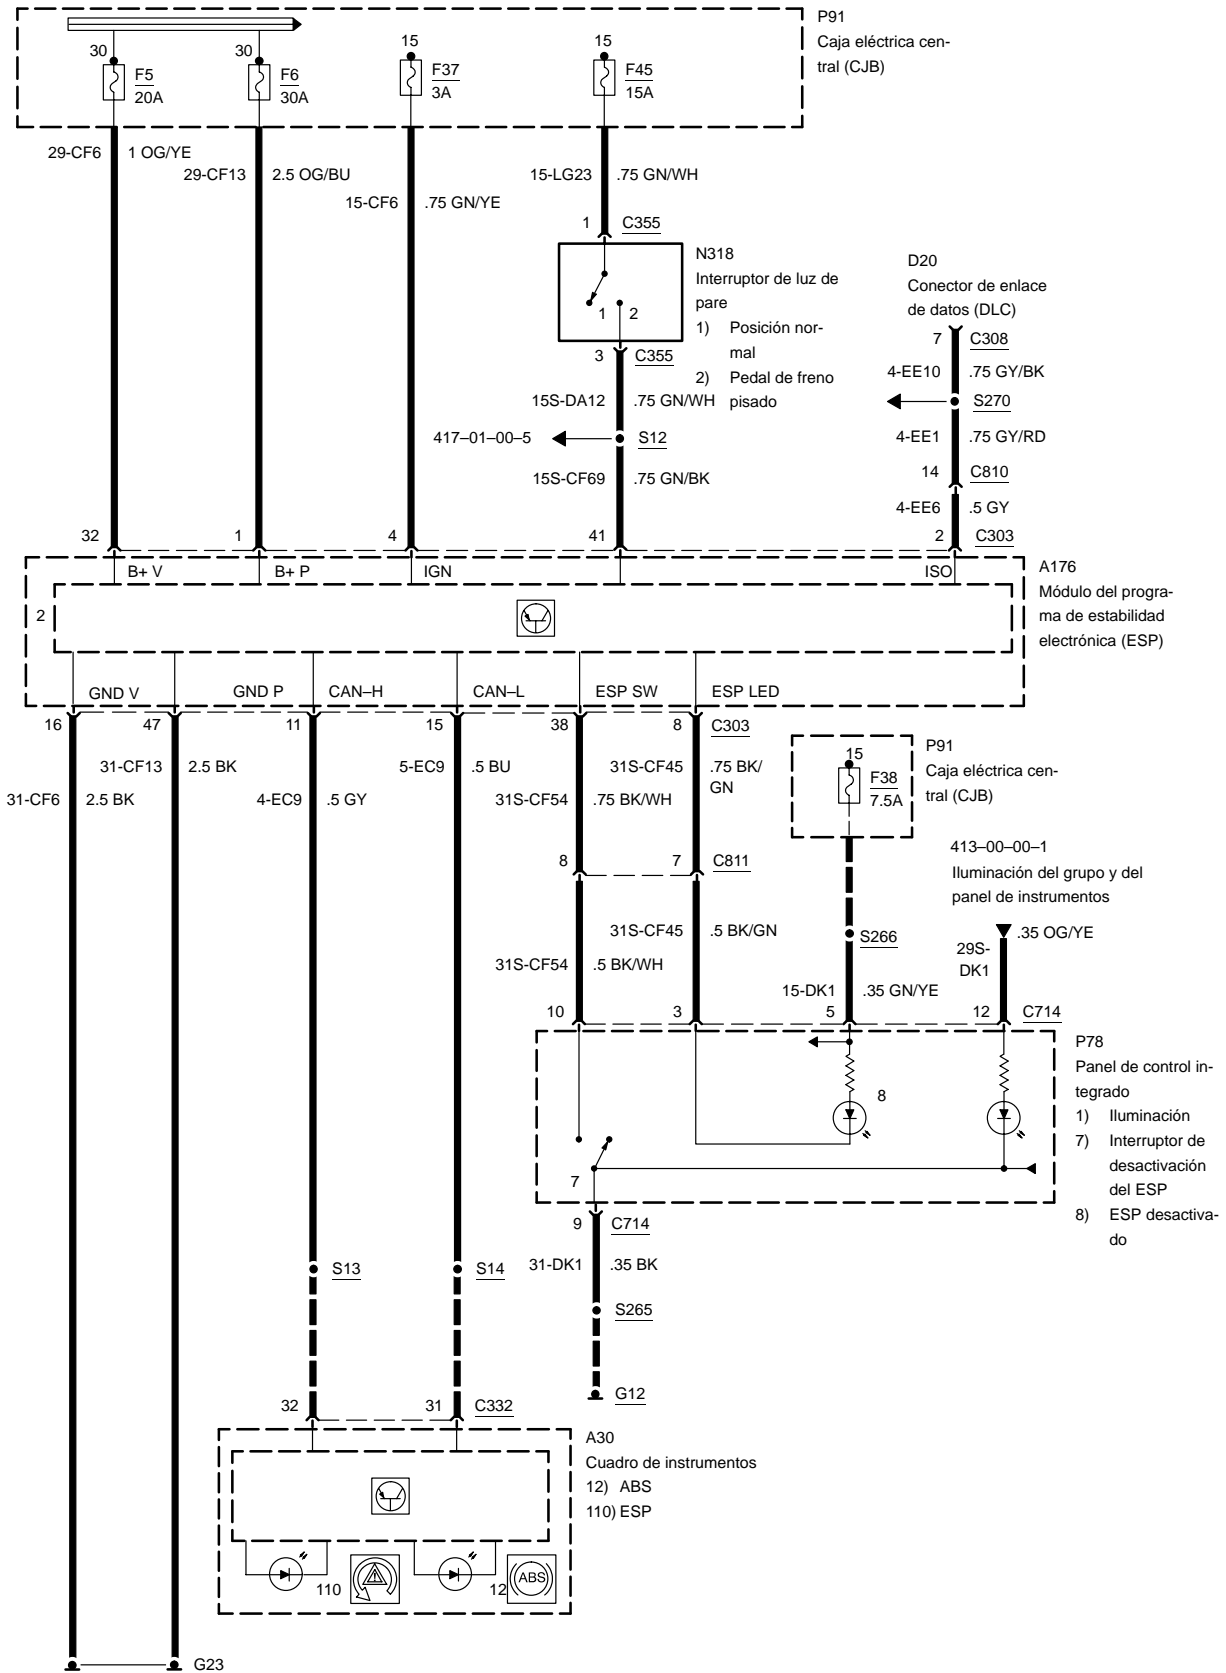 P91
Caja eléctrica cen-
tral (CJB)
30
30
15
15
F5
20A
F6
30A
F37
3A
F45
15A
29-CF6
1 OG/YE
29-CF13
2.5 OG/BU
15-CF6
.75 GN/YE
15-LG23
.75 GN/WH
1
C355
N318
Interruptor de luz de
pare
1) Posición nor-
mal
2) Pedal de freno
pisado
1
2
3
C355
15S-DA12
.75 GN/WH
417–01–00–5
S12
15S-CF69
.75 GN/BK
D20
Conector de enlace
de datos (DLC)
7
C308
4-EE10
.75 GY/BK
S270
4-EE1
.75 GY/RD
14
C810
4-EE6
.5 GY
32
1
4
41
2
C303
B+ V
B+ P
IGN
ISO
A176
Módulo del progra-
ma de estabilidad
electrónica (ESP)
2
GND V
GND P
CAN–H
CAN–L
ESP SW
ESP LED
16
47
11
15
38
8
C303
31-CF13
2.5 BK
5-EC9
.5 BU
31S-CF45
.75 BK/
GN
31-CF6
2.5 BK
4-EC9
.5 GY
31S-CF54
.75 BK/WH
15
F38
7.5A
P91
Caja eléctrica cen-
tral (CJB)
8
7
C811
413–00–00–1
Iluminación del grupo y del
panel de instrumentos
31S-CF45
.5 BK/GN
S266
.35 OG/YE
29S-
DK1
31S-CF54
.5 BK/WH
15-DK1
.35 GN/YE
10
3
5
12
C714
P78
Panel de control in-
tegrado
1) Iluminación
7) Interruptor de
desactivación
del ESP
8) ESP desactiva-
do
8
7
9
C714
31-DK1
.35 BK
S13
S14
S265
G12
32
31
C332
A30
Cuadro de instrumentos
12) ABS
110) ESP
110
12
ABS
G23